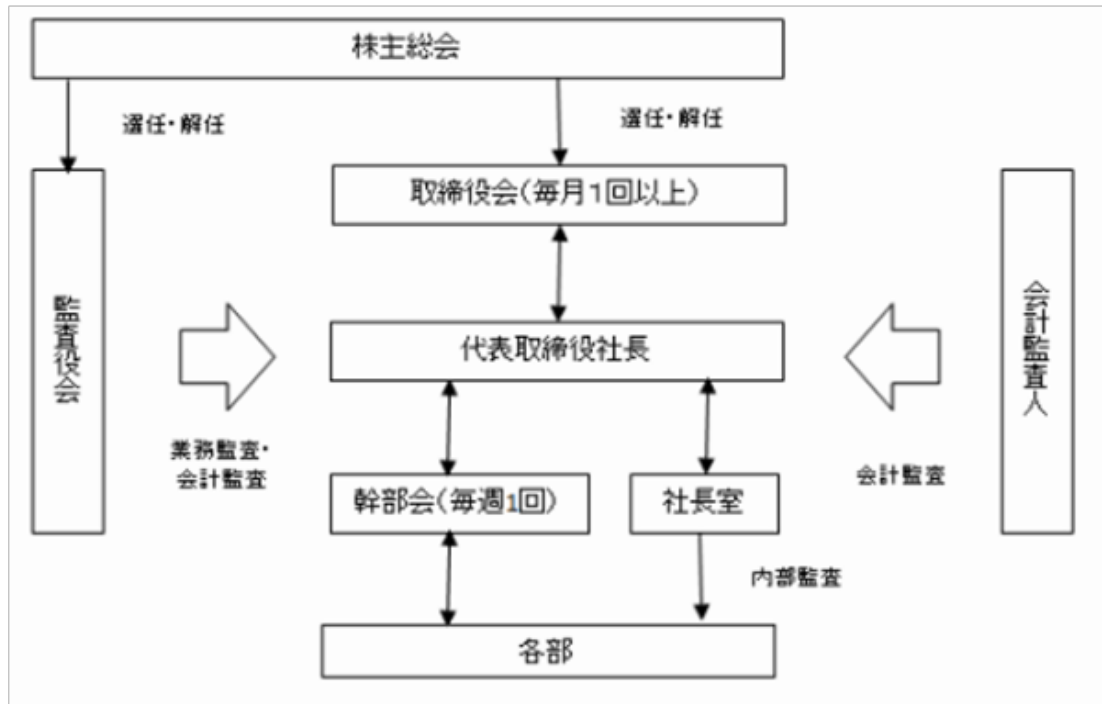 株主総会
選任・解任
選任・解任
取締役会(毎月1回以上)
監査役会
会計監査人
代表取締役社長
業務監査・
会計監査
会計監査
幹部会(毎週1回)
社長室
内部監査
各部